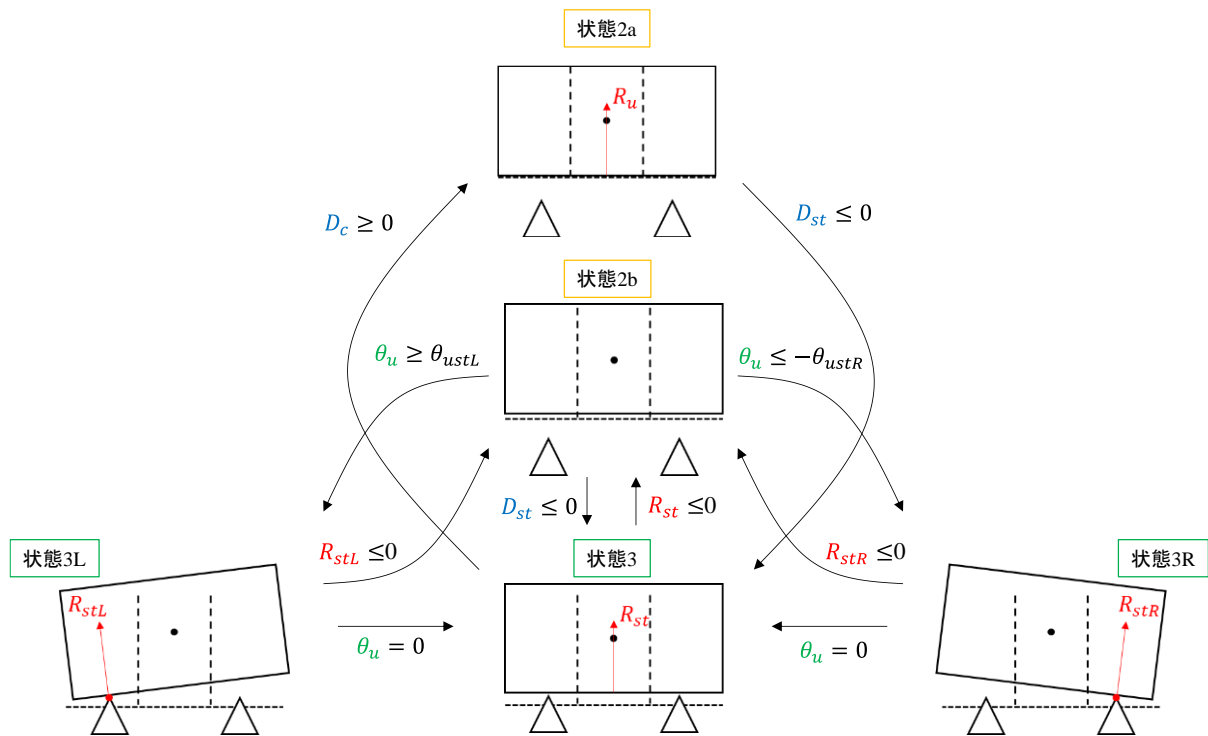 状態2a
R_u
D_c ≥ 0
D_st ≤ 0
状態2b
θ_u ≥ θ_ustL
θ_u ≤ −θ_ustR
D_st ≤ 0
R_st ≤0
R_stL ≤0
R_stR ≤0
状態3L
状態3
状態3R
R_stL
R_st
R_stR
θ_u = 0
θ_u = 0